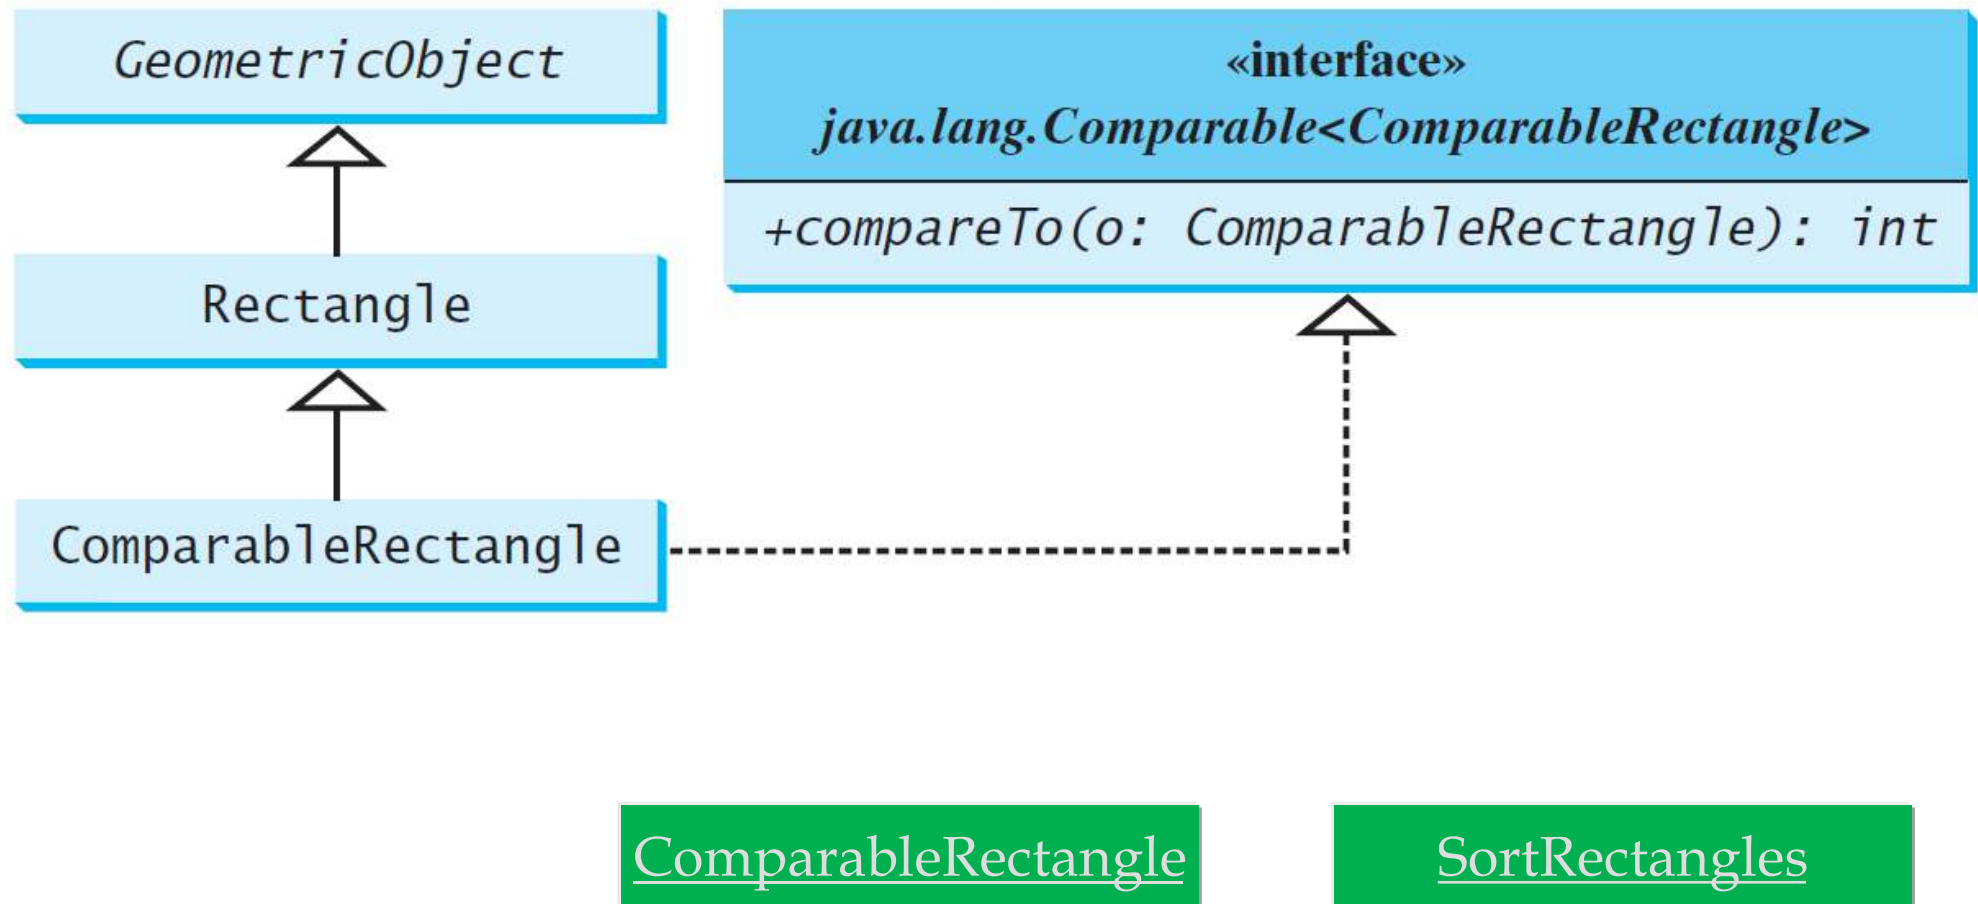 GeometricObject
«interface»
java.lang.Comparable<ComparableRectangle>
+compareTo(o: ComparableRectangle): int
Rectangle
ComparableRectangle
ComparableRectangle
SortRectangles